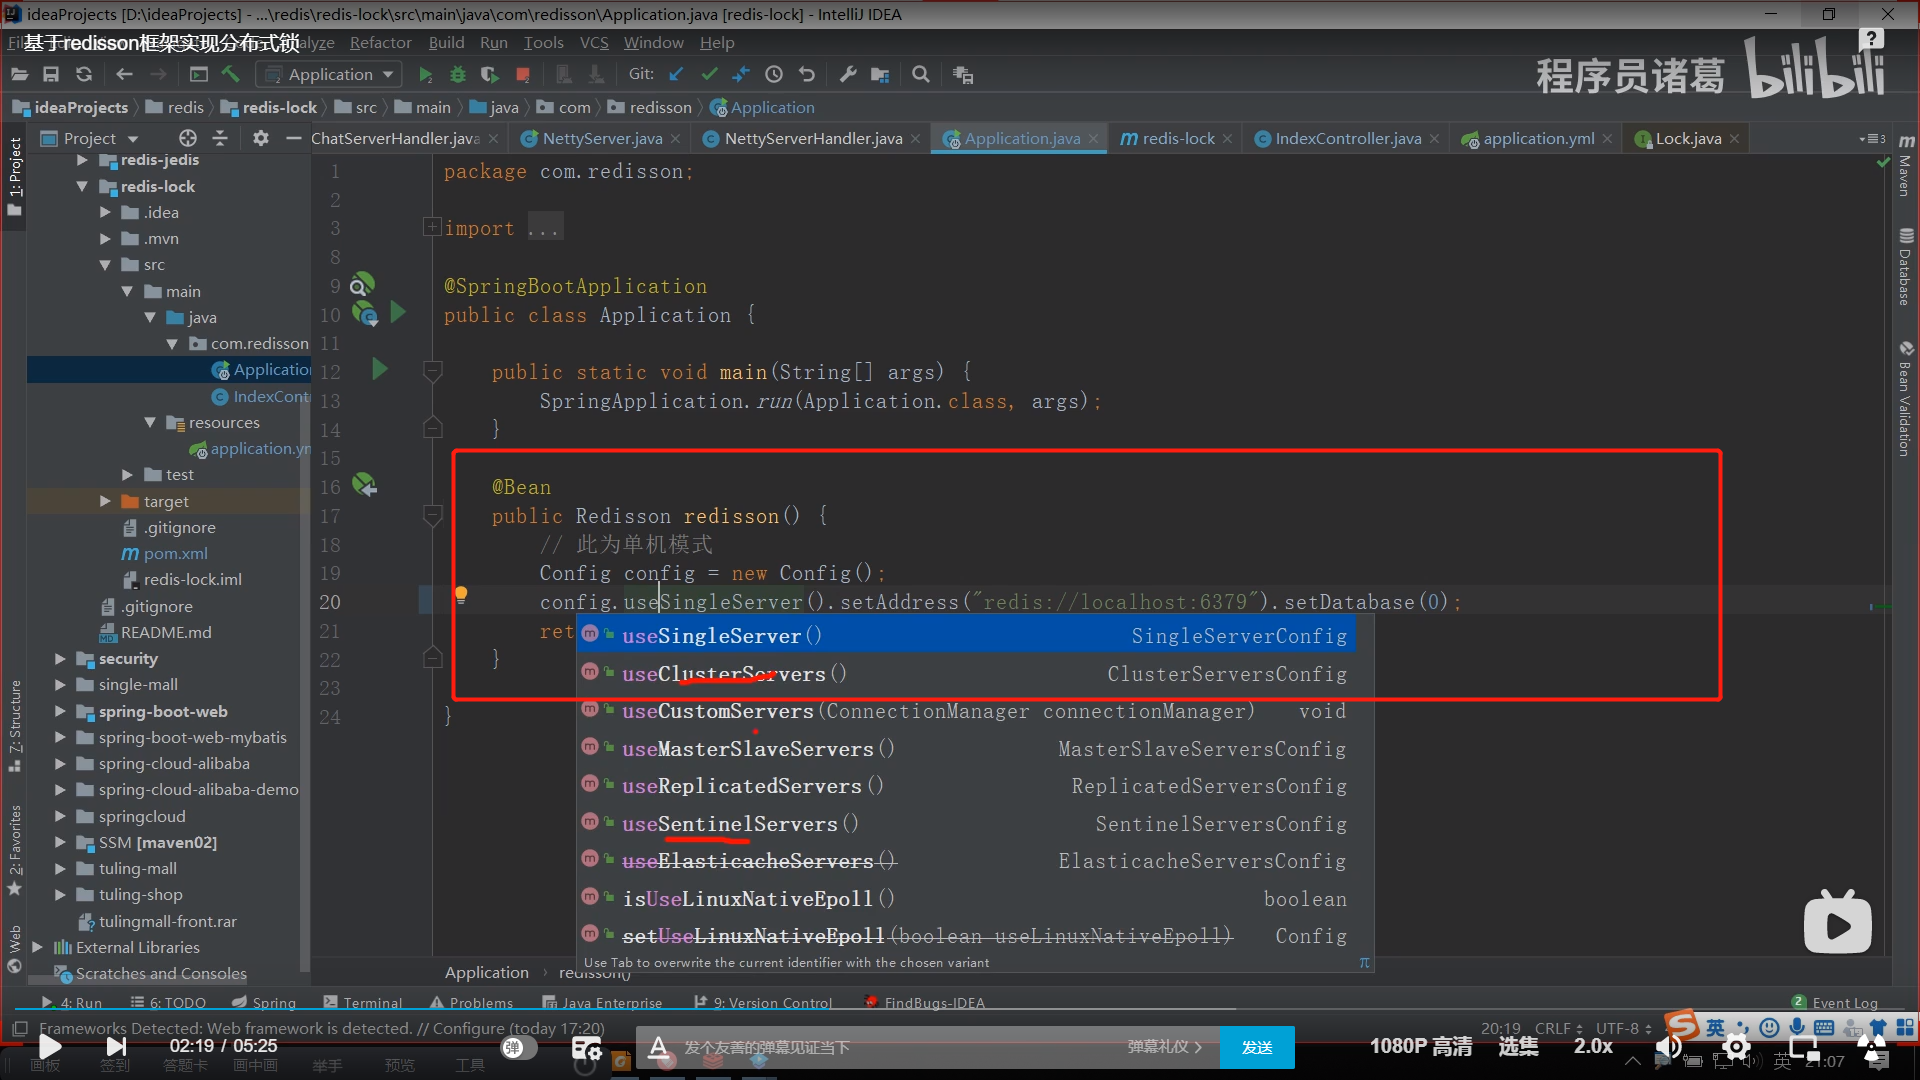 ideaProjects [D:\ideaProjects] - ...\redis\redis-lock\src\main\java\com\redisson\Application.java [redis-lock] - IntelliJ IDEA
基于redisson框架实现分布式锁
Refactor Build Run Tools VCS Window Help
Application
Git:
程序员诸葛 bilibili
ideaProjects redis redis-lock src main java com redisson Application
Project
ChatServerHandler.java NettyServer.java NettyServerHandler.java Application.java redis-lock IndexController.java application.yml Lock.java
1: Project
7: Structure
2: Favorites
Web
redis-jedis
redis-lock
.idea
.mvn
src
main
java
com.redisson
Application
IndexCont
resources
application.ym
test
target
.gitignore
pom.xml
redis-lock.iml
.gitignore
README.md
security
single-mall
spring-boot-web
spring-boot-web-mybatis
spring-cloud-alibaba
spring-cloud-alibaba-demo
springcloud
SSM [maven02]
tuling-mall
tuling-shop
tulingmall-front.rar
External Libraries
Scratches and Consoles
1 package com.redisson;
2
3 import ...
8
9 @SpringBootApplication
10 public class Application {
11
12 public static void main(String[] args) {
13 SpringApplication.run(Application.class, args);
14 }
15
16 @Bean
17 public Redisson redisson() {
18 // 此为单机模式
19 Config config = new Config();
20 config.useSingleServer().setAddress("redis://localhost:6379").setDatabase(0);
21 ret
22 }
23
24 }
useSingleServer() SingleServerConfig
useClusterServers() ClusterServersConfig
useCustomServers(ConnectionManager connectionManager) void
useMasterSlaveServers() MasterSlaveServersConfig
useReplicatedServers() ReplicatedServersConfig
useSentinelServers() SentinelServersConfig
useElasticacheServers() ElasticacheServersConfig
isUseLinuxNativeEpoll() boolean
setUseLinuxNativeEpoll(boolean useLinuxNativeEpoll) Config
Use Tab to overwrite the current identifier with the chosen variant π
Maven
Database
Bean Validation
Application › redisson()
4: Run 6: TODO Spring Terminal Problems Java Enterprise 9: Version Control FindBugs-IDEA 2 Event Log
Frameworks Detected: Web framework is detected. // Configure (today 17:20) 20:19 CRLF UTF-8 英
02:19 / 05:25 弹 发个友善的弹幕见证当下 弹幕礼仪 发送 1080P 高清 选集 2.0x
画板 签到 答题卡 画中画 举手 预览 工具 英 21:07